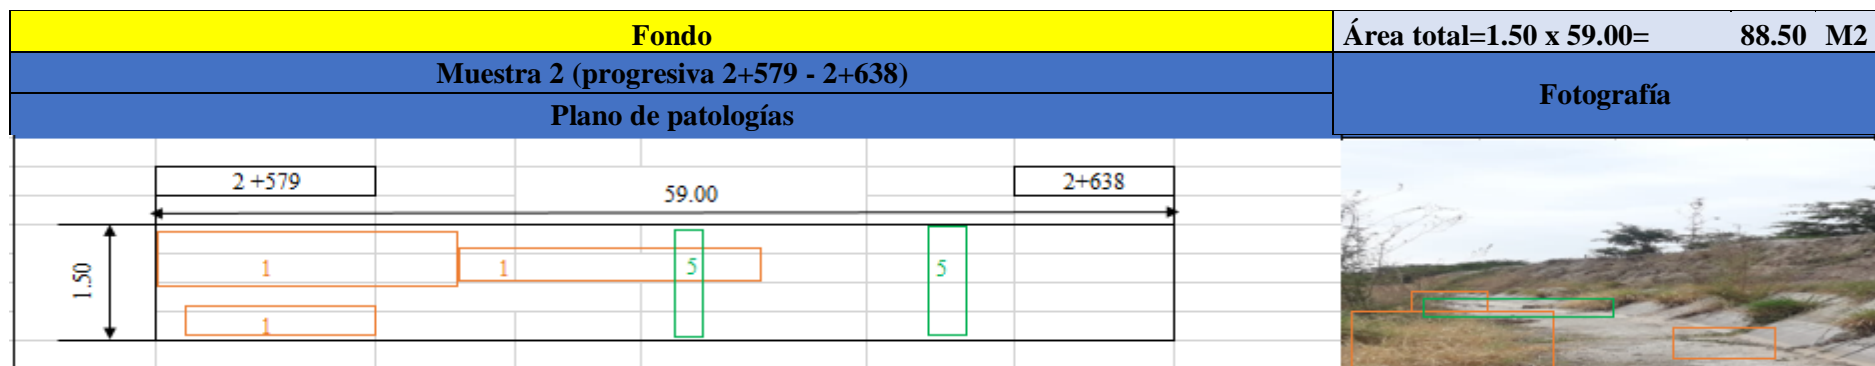 Fondo
Área total=1.50 x 59.00= 88.50 M2
Muestra 2 (progresiva 2+579 - 2+638)
Fotografía
Plano de patologías
2 +579
59.00
2+638
1.50
1
1
5
5
1